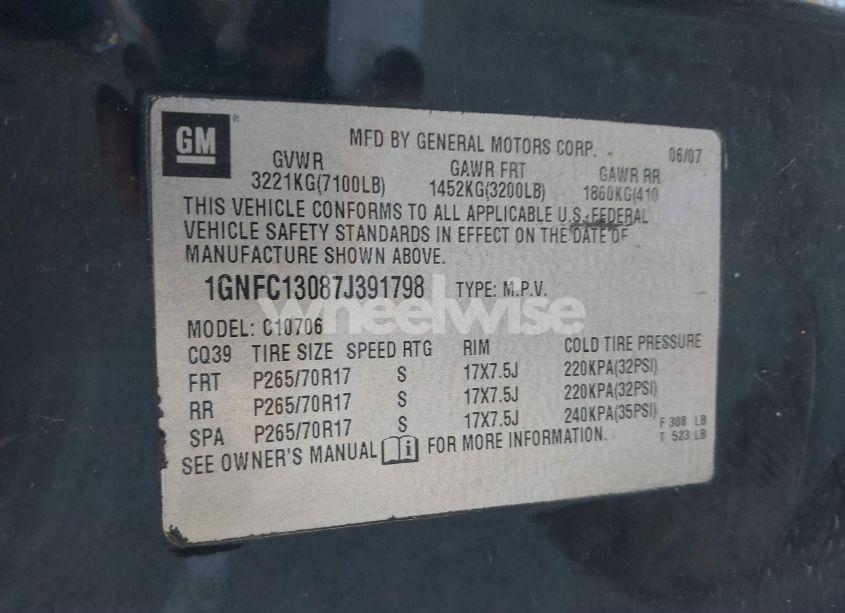 GM
MFD BY GENERAL MOTORS CORP. 06/07
GVWR GAWR FRT GAWR RR
3221KG(7100LB) 1452KG(3200LB) 1860KG(410
THIS VEHICLE CONFORMS TO ALL APPLICABLE U.S. FEDERAL
VEHICLE SAFETY STANDARDS IN EFFECT ON THE DATE OF
MANUFACTURE SHOWN ABOVE.
1GNFC13087J391798 TYPE: M.P.V.
wheelwise
MODEL: C10706
CQ39 TIRE SIZE SPEED RTG RIM COLD TIRE PRESSURE
FRT P265/70R17 S 17X7.5J 220KPA(32PSI)
RR P265/70R17 S 17X7.5J 220KPA(32PSI)
SPA P265/70R17 S 17X7.5J 240KPA(35PSI)
F 308 LB
T 523 LB
SEE OWNER'S MANUAL i FOR MORE INFORMATION.